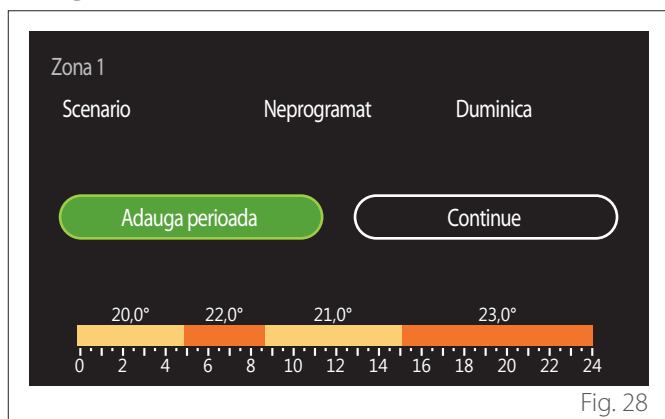 Zona 1
Scenario Neprogramat Duminica
Adauga perioada Continue
20,0° 22,0° 21,0° 23,0°
0 2 4 6 8 10 12 14 16 18 20 22 24
Fig. 28